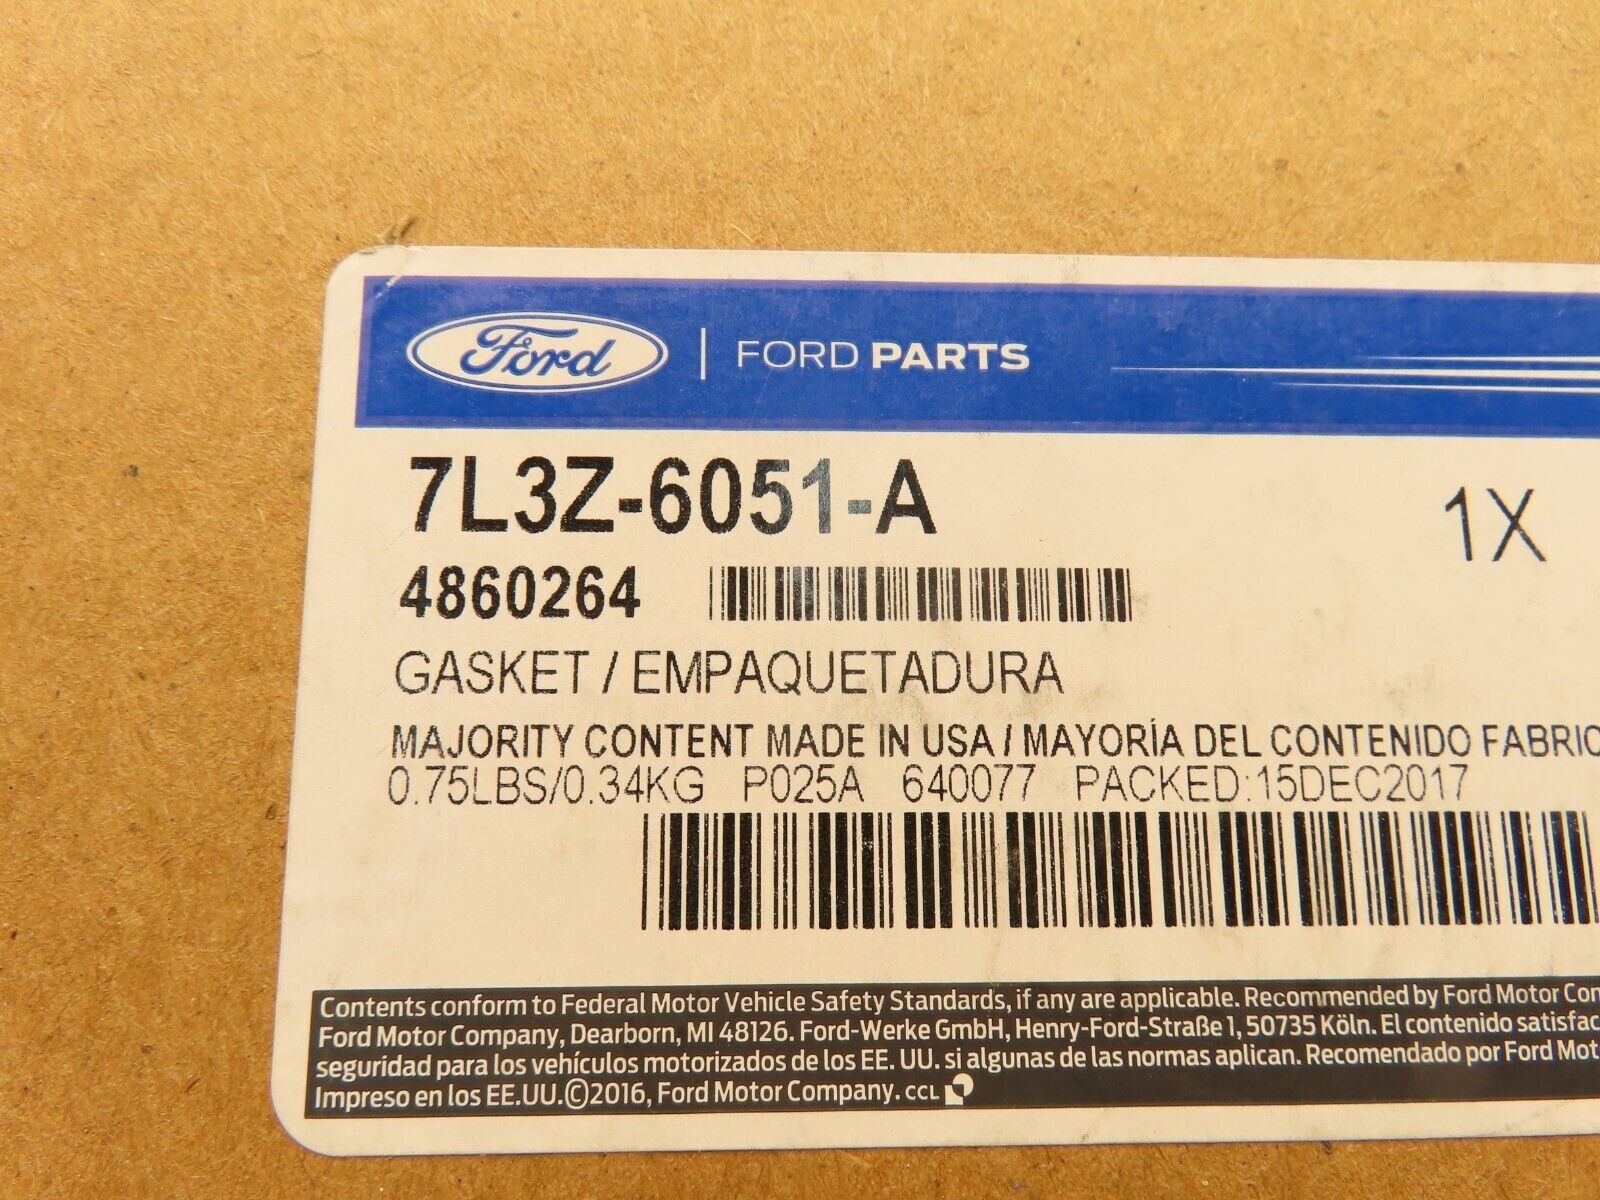 Ford | FORD PARTS
7L3Z-6051-A
1X
4860264
GASKET / EMPAQUETADURA
MAJORITY CONTENT MADE IN USA / MAYORÍA DEL CONTENIDO FABRIC
0.75LBS/0.34KG P025A 640077 PACKED:15DEC2017
Contents conform to Federal Motor Vehicle Safety Standards, if any are applicable. Recommended by Ford Motor Con
Ford Motor Company, Dearborn, MI 48126. Ford-Werke GmbH, Henry-Ford-Straße 1, 50735 Köln. El contenido satisfac
seguridad para los vehículos motorizados de los EE. UU. si algunas de las normas aplican. Recomendado por Ford Mot
Impreso en los EE.UU.©2016, Ford Motor Company. CCL